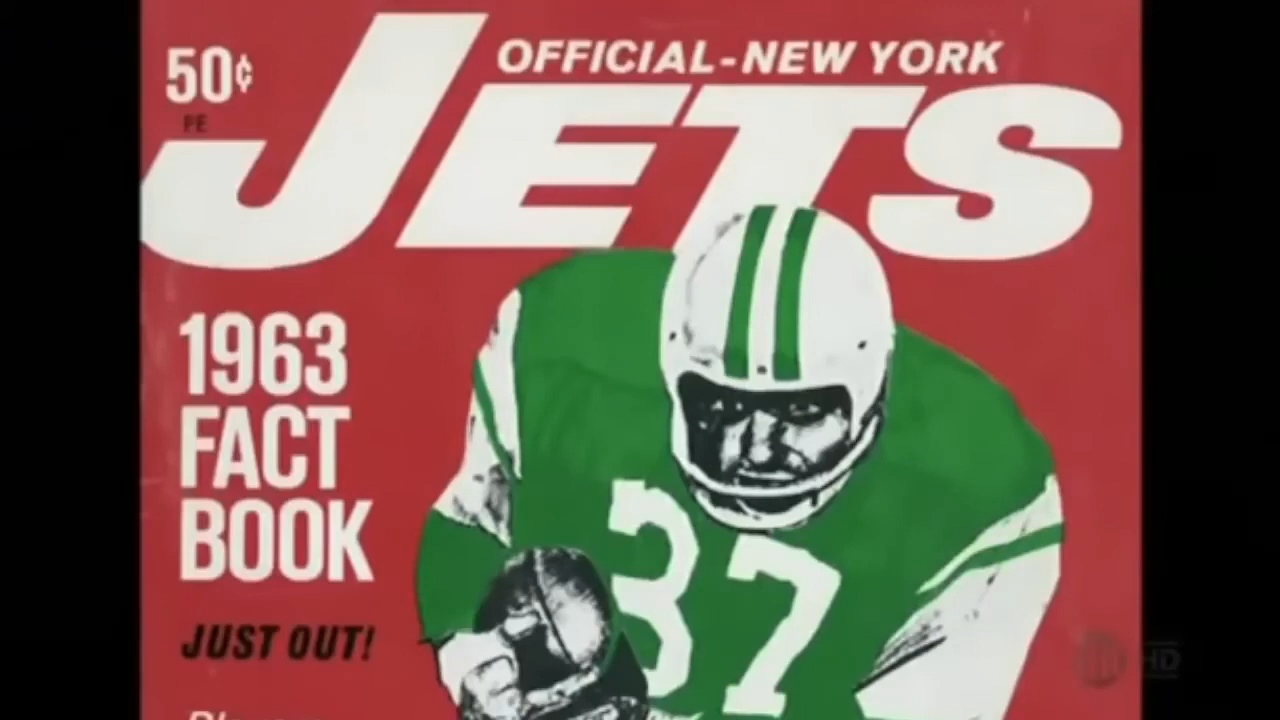 50¢
PE
OFFICIAL-NEW YORK
JETS
1963
FACT
BOOK
JUST OUT!
37
HD